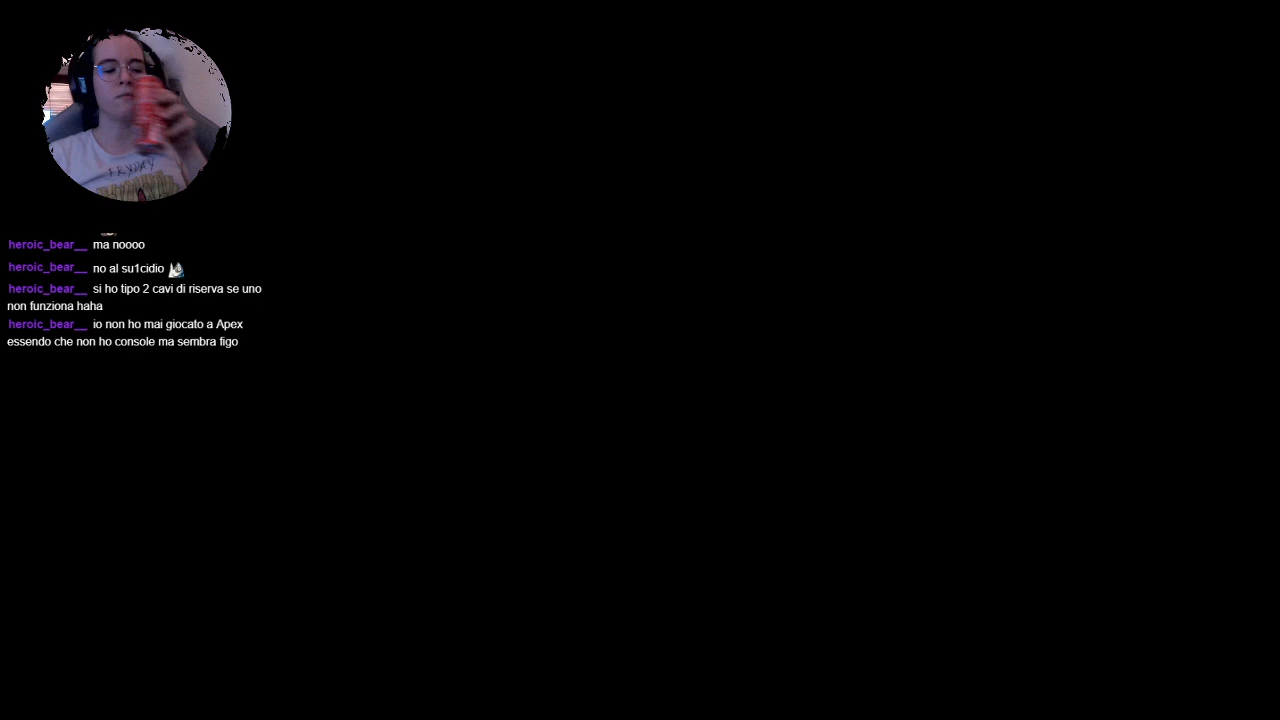 heroic_bear__ ma noooo
heroic_bear__ no al su1cidio
heroic_bear__ si ho tipo 2 cavi di riserva se uno
non funziona haha
heroic_bear__ io non ho mai giocato a Apex
essendo che non ho console ma sembra figo
FRYDAY